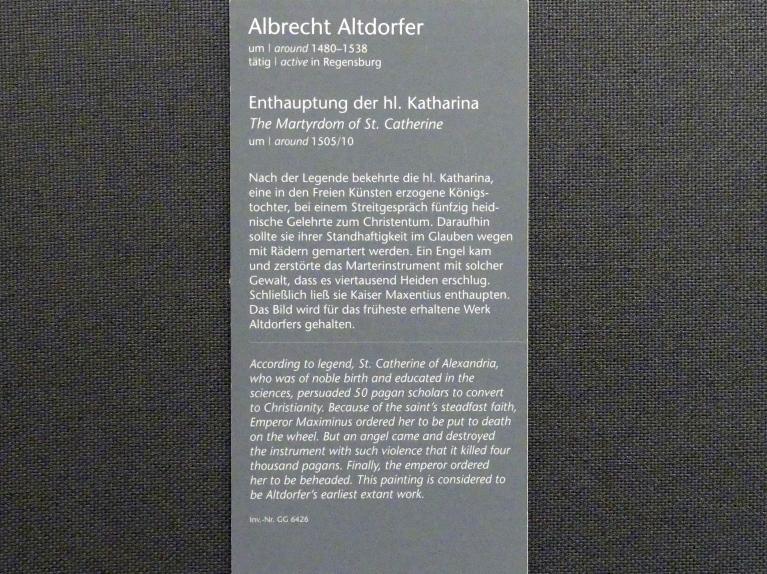 Albrecht Altdorfer
um | around 1480–1538
tätig | active in Regensburg
Enthauptung der hl. Katharina
The Martyrdom of St. Catherine
um | around 1505/10
Nach der Legende bekehrte die hl. Katharina,
eine in den Freien Künsten erzogene Königs-
tochter, bei einem Streitgespräch fünfzig heid-
nische Gelehrte zum Christentum. Daraufhin
sollte sie ihrer Standhaftigkeit im Glauben wegen
mit Rädern gemartert werden. Ein Engel kam
und zerstörte das Marterinstrument mit solcher
Gewalt, dass es viertausend Heiden erschlug.
Schließlich ließ sie Kaiser Maxentius enthaupten.
Das Bild wird für das früheste erhaltene Werk
Altdorfers gehalten.
According to legend, St. Catherine of Alexandria,
who was of noble birth and educated in the
sciences, persuaded 50 pagan scholars to convert
to Christianity. Because of the saint's steadfast faith,
Emperor Maximinus ordered her to be put to death
on the wheel. But an angel came and destroyed
the instrument with such violence that it killed four
thousand pagans. Finally, the emperor ordered
her to be beheaded. This painting is considered to
be Altdorfer's earliest extant work.
Inv.-Nr. GG 6426